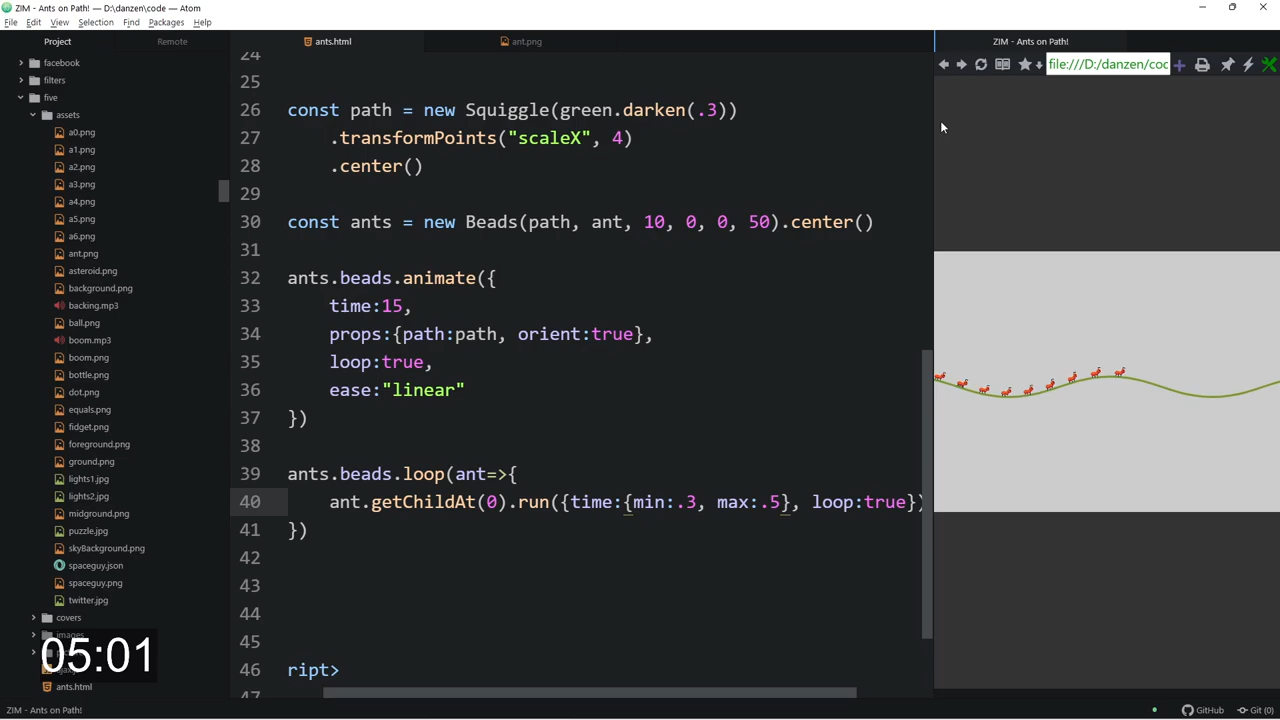 ZIM - Ants on Path! — D:\danzen\code — Atom
File Edit View Selection Find Packages Help
Project Remote
ants.html ant.png
ZIM - Ants on Path!
file:///D:/danzen/coc
facebook
filters
five
assets
a0.png
a1.png
a2.png
a3.png
a4.png
a5.png
a6.png
ant.png
asteroid.png
background.png
backing.mp3
ball.png
boom.mp3
boom.png
bottle.png
dot.png
equals.png
fidget.png
foreground.png
ground.png
lights1.jpg
lights2.jpg
midground.png
puzzle.jpg
skyBackground.png
spaceguy.json
spaceguy.png
twitter.jpg
covers
images
ants.html
05:01
24
25
26 const path = new Squiggle(green.darken(.3))
27 .transformPoints("scaleX", 4)
28 .center()
29
30 const ants = new Beads(path, ant, 10, 0, 0, 50).center()
31
32 ants.beads.animate({
33 time:15,
34 props:{path:path, orient:true},
35 loop:true,
36 ease:"linear"
37 })
38
39 ants.beads.loop(ant=>{
40 ant.getChildAt(0).run({time:{min:.3, max:.5}, loop:true})
41 })
42
43
44
45
46 ript>
47
ZIM - Ants on Path!
GitHub Git (0)